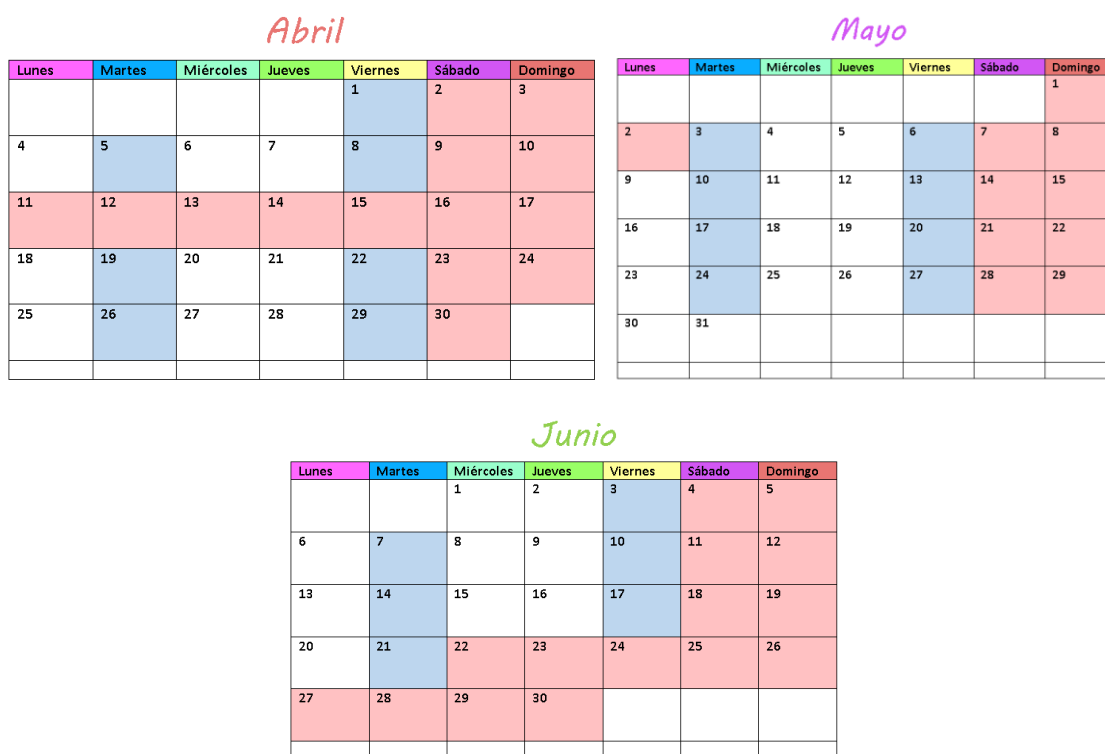 Abril
Lunes Martes Miércoles Jueves Viernes Sábado Domingo
1 2 3
4 5 6 7 8 9 10
11 12 13 14 15 16 17
18 19 20 21 22 23 24
25 26 27 28 29 30
Mayo
Lunes Martes Miércoles Jueves Viernes Sábado Domingo
1
2 3 4 5 6 7 8
9 10 11 12 13 14 15
16 17 18 19 20 21 22
23 24 25 26 27 28 29
30 31
Junio
Lunes Martes Miércoles Jueves Viernes Sábado Domingo
1 2 3 4 5
6 7 8 9 10 11 12
13 14 15 16 17 18 19
20 21 22 23 24 25 26
27 28 29 30